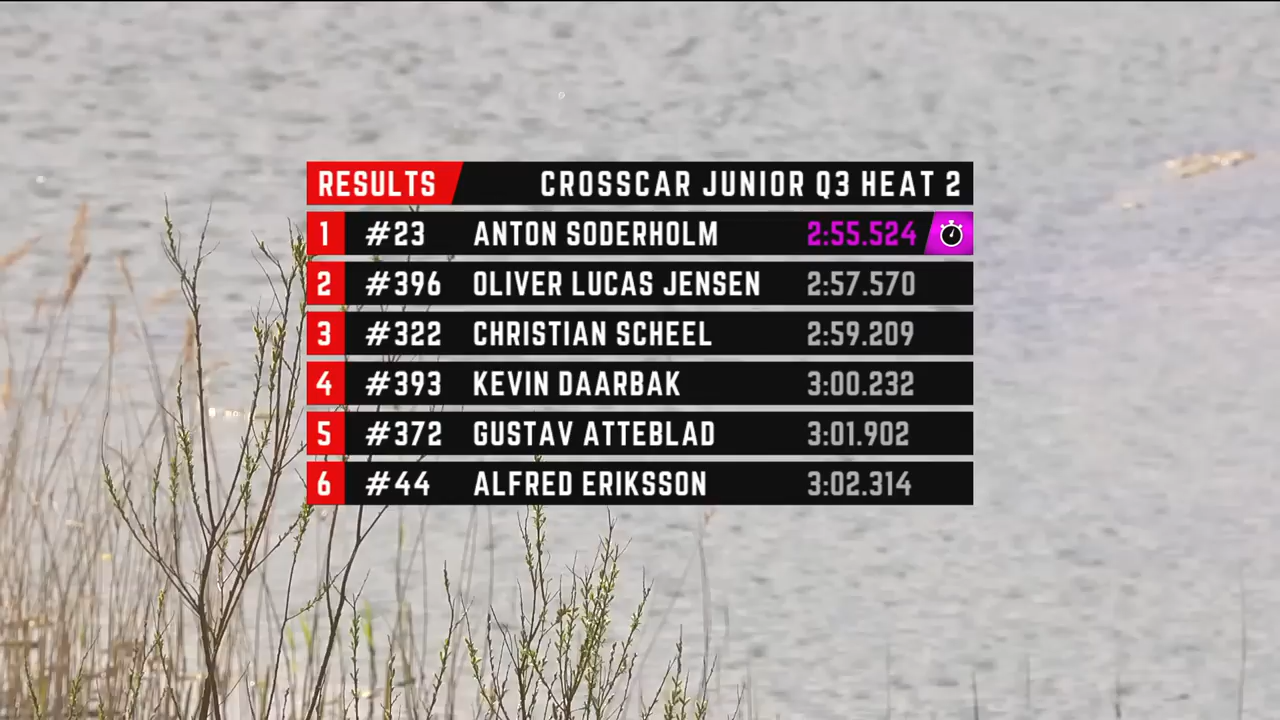 RESULTS CROSSCAR JUNIOR Q3 HEAT 2
1 #23 ANTON SODERHOLM 2:55.524
2 #396 OLIVER LUCAS JENSEN 2:57.570
3 #322 CHRISTIAN SCHEEL 2:59.209
4 #393 KEVIN DAARBAK 3:00.232
5 #372 GUSTAV ATTEBLAD 3:01.902
6 #44 ALFRED ERIKSSON 3:02.314